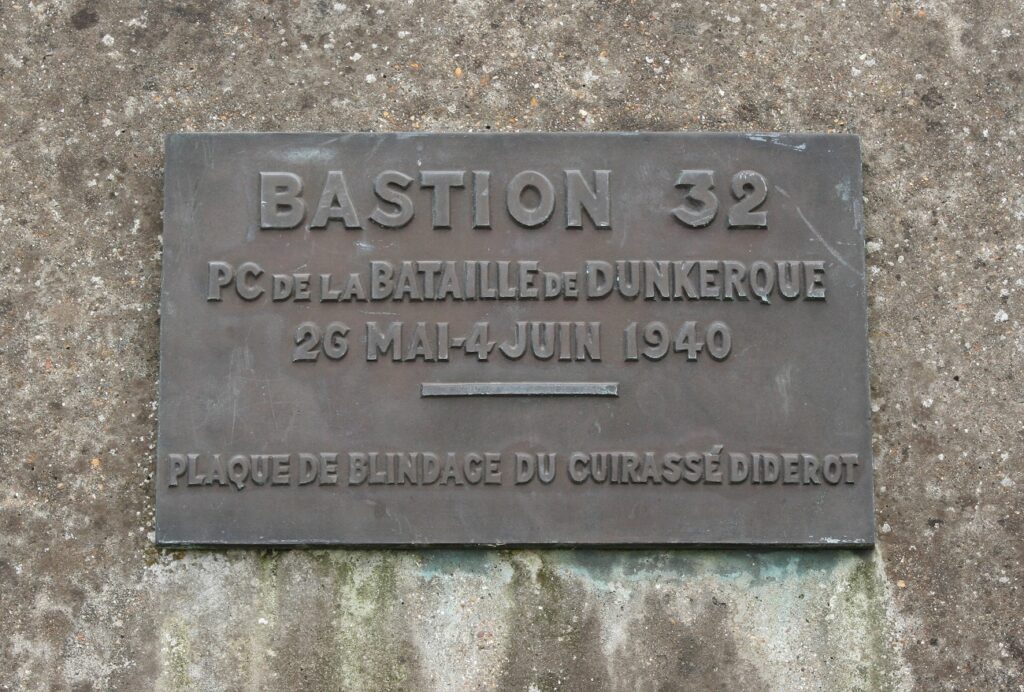 BASTION 32
PC DE LA BATAILLE DE DUNKERQUE
26 MAI-4 JUIN 1940
PLAQUE DE BLINDAGE DU CUIRASSÉ DIDEROT